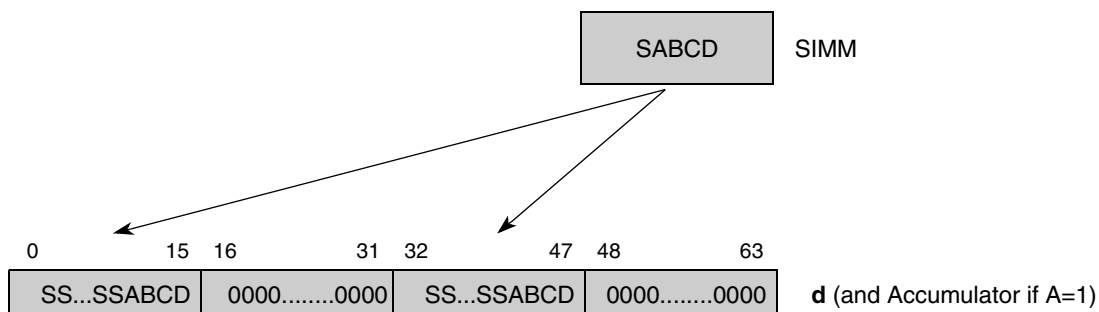 SABCD SIMM
0 15 16 31 32 47 48 63
SS...SSABCD 0000........0000 SS...SSABCD 0000........0000 d (and Accumulator if A=1)